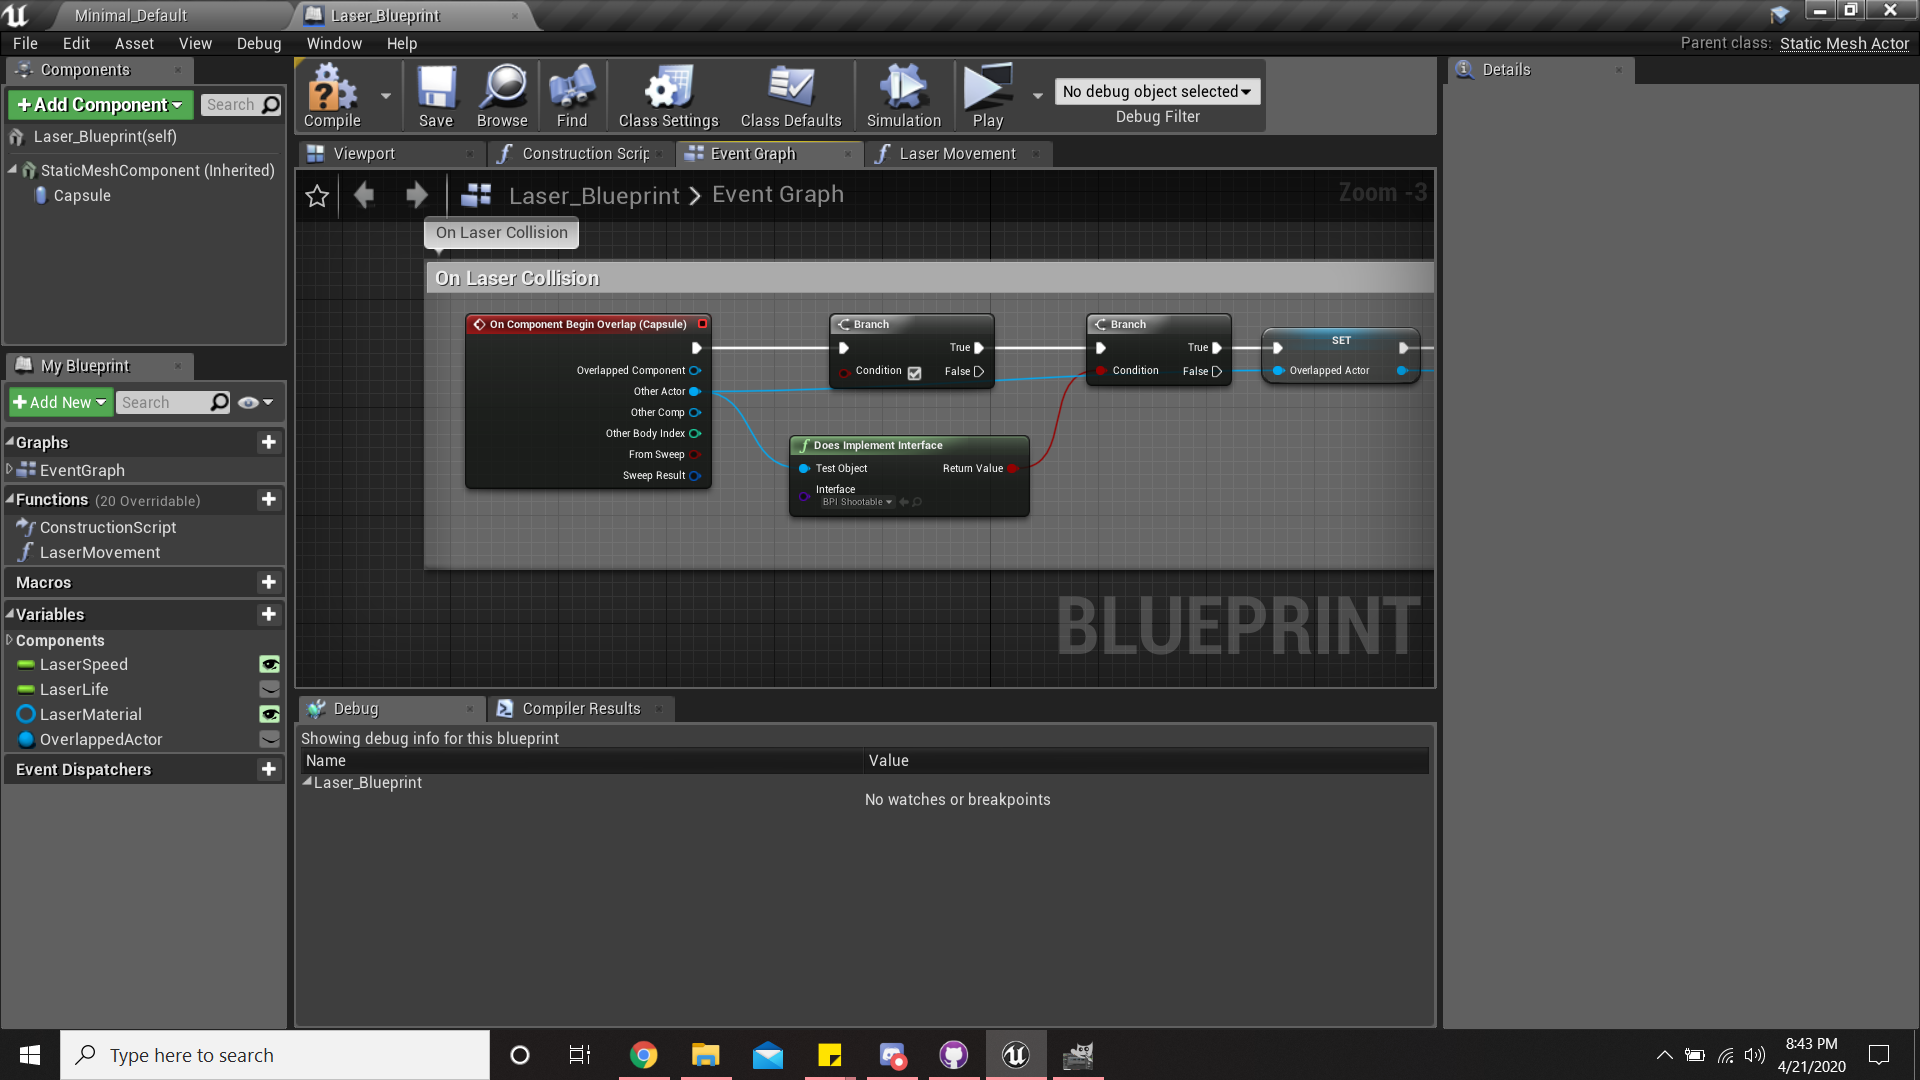 Minimal_Default
Laser_Blueprint
File Edit Asset View Debug Window Help
Parent class: Static Mesh Actor
Components
+Add Component
Search
Laser_Blueprint(self)
StaticMeshComponent (Inherited)
Capsule
Compile
Save
Browse
Find
Class Settings
Class Defaults
Simulation
Play
No debug object selected
Debug Filter
Details
Viewport
Construction Scrip
Event Graph
Laser Movement
Laser_Blueprint > Event Graph
Zoom -3
On Laser Collision
On Laser Collision
On Component Begin Overlap (Capsule)
Overlapped Component
Other Actor
Other Comp
Other Body Index
From Sweep
Sweep Result
Branch
True
Condition
False
Does Implement Interface
Test Object
Return Value
Interface
BPI Shootable
Branch
True
Condition
False
SET
Overlapped Actor
BLUEPRINT
My Blueprint
+Add New
Search
Graphs
EventGraph
Functions (20 Overridable)
ConstructionScript
LaserMovement
Macros
Variables
Components
LaserSpeed
LaserLife
LaserMaterial
OverlappedActor
Event Dispatchers
Debug
Compiler Results
Showing debug info for this blueprint
Name
Value
Laser_Blueprint
No watches or breakpoints
Type here to search
8:43 PM
4/21/2020